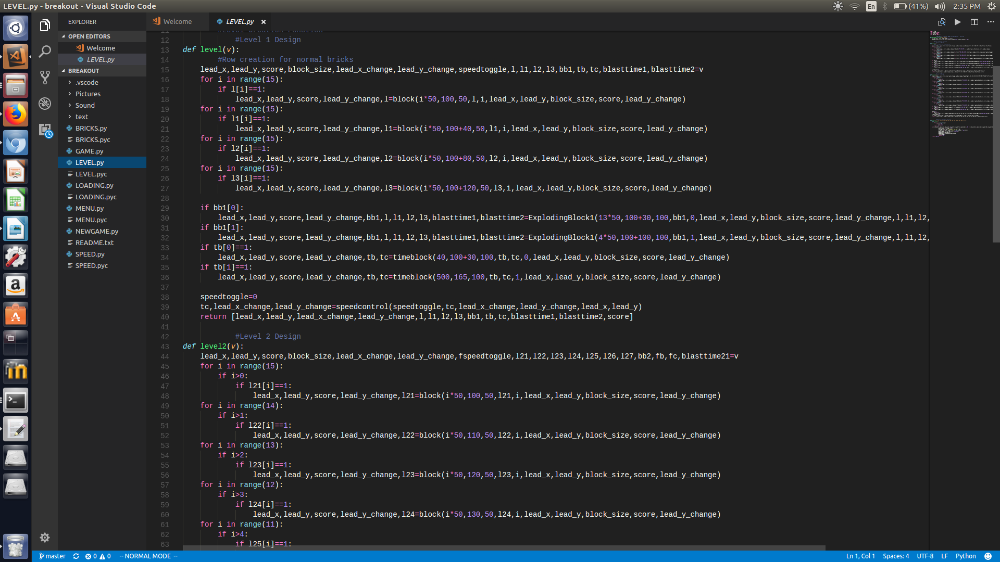 LEVEL.py - breakout - Visual Studio Code
En (41%) 2:35 PM
EXPLORER
OPEN EDITORS
Welcome
LEVEL.py
BREAKOUT
.vscode
Pictures
Sound
text
BRICKS.py
BRICKS.pyc
GAME.py
LEVEL.py
LEVEL.pyc
LOADING.py
LOADING.pyc
MENU.py
MENU.pyc
NEWGAME.py
README.txt
SPEED.py
SPEED.pyc
Welcome LEVEL.py
11 #Level Creation Function
12 #Level 1 Design
13 def level(v):
14 #Row creation for normal bricks
15 lead_x,lead_y,score,block_size,lead_x_change,lead_y_change,speedtoggle,l,l1,l2,l3,bb1,tb,tc,blasttime1,blasttime2=v
16 for i in range(15):
17 if l[i]==1:
18 lead_x,lead_y,score,lead_y_change,l=block(i*50,100,50,l,i,lead_x,lead_y,block_size,score,lead_y_change)
19 for i in range(15):
20 if l1[i]==1:
21 lead_x,lead_y,score,lead_y_change,l1=block(i*50,100+40,50,l1,i,lead_x,lead_y,block_size,score,lead_y_change)
22 for i in range(15):
23 if l2[i]==1:
24 lead_x,lead_y,score,lead_y_change,l2=block(i*50,100+80,50,l2,i,lead_x,lead_y,block_size,score,lead_y_change)
25 for i in range(15):
26 if l3[i]==1:
27 lead_x,lead_y,score,lead_y_change,l3=block(i*50,100+120,50,l3,i,lead_x,lead_y,block_size,score,lead_y_change)
28
29 if bb1[0]:
30 lead_x,lead_y,score,lead_y_change,bb1,l,l1,l2,l3,blasttime1,blasttime2=ExplodingBlock1(13*50,100+30,100,bb1,0,lead_x,lead_y,block_size,score,lead_y_change,l,l1,l2,
31 if bb1[1]:
32 lead_x,lead_y,score,lead_y_change,bb1,l,l1,l2,l3,blasttime1,blasttime2=ExplodingBlock1(4*50,100+100,100,bb1,1,lead_x,lead_y,block_size,score,lead_y_change,l,l1,l2,
33 if tb[0]==1:
34 lead_x,lead_y,score,lead_y_change,tb,tc=timeblock(40,100+30,100,tb,tc,0,lead_x,lead_y,block_size,score,lead_y_change)
35 if tb[1]==1:
36 lead_x,lead_y,score,lead_y_change,tb,tc=timeblock(500,165,100,tb,tc,1,lead_x,lead_y,block_size,score,lead_y_change)
37
38 speedtoggle=0
39 tc,lead_x_change,lead_y_change=speedcontrol(speedtoggle,tc,lead_x_change,lead_y_change,lead_x,lead_y)
40 return [lead_x,lead_y,lead_x_change,lead_y_change,l,l1,l2,l3,bb1,tb,tc,blasttime1,blasttime2,score]
41
42 #Level 2 Design
43 def level2(v):
44 lead_x,lead_y,score,block_size,lead_x_change,lead_y_change,fspeedtoggle,l21,l22,l23,l24,l25,l26,l27,bb2,fb,fc,blasttime21=v
45 for i in range(15):
46 if i>0:
47 if l21[i]==1:
48 lead_x,lead_y,score,lead_y_change,l21=block(i*50,100,50,l21,i,lead_x,lead_y,block_size,score,lead_y_change)
49 for i in range(14):
50 if i>1:
51 if l22[i]==1:
52 lead_x,lead_y,score,lead_y_change,l22=block(i*50,110,50,l22,i,lead_x,lead_y,block_size,score,lead_y_change)
53 for i in range(13):
54 if i>2:
55 if l23[i]==1:
56 lead_x,lead_y,score,lead_y_change,l23=block(i*50,120,50,l23,i,lead_x,lead_y,block_size,score,lead_y_change)
57 for i in range(12):
58 if i>3:
59 if l24[i]==1:
60 lead_x,lead_y,score,lead_y_change,l24=block(i*50,130,50,l24,i,lead_x,lead_y,block_size,score,lead_y_change)
61 for i in range(11):
62 if i>4:
63 if l25[i]==1:
master 0 0 -- NORMAL MODE -- Ln 1, Col 1 Spaces: 4 UTF-8 LF Python